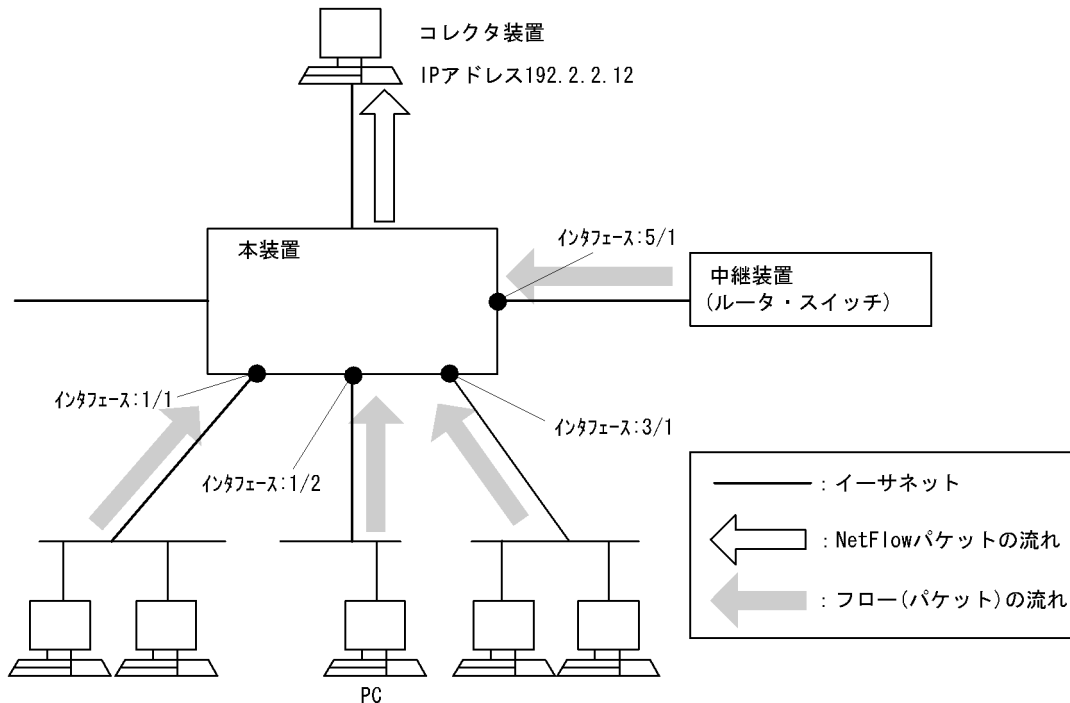 コレクタ装置
IPアドレス192.2.2.12
本装置
ｲﾝﾀﾌｪｰｽ:5/1
中継装置
(ルータ・スイッチ)
ｲﾝﾀﾌｪｰｽ:1/1
ｲﾝﾀﾌｪｰｽ:3/1
ｲﾝﾀﾌｪｰｽ:1/2
：イーサネット
：NetFlowパケットの流れ
：フロー(パケット)の流れ
PC